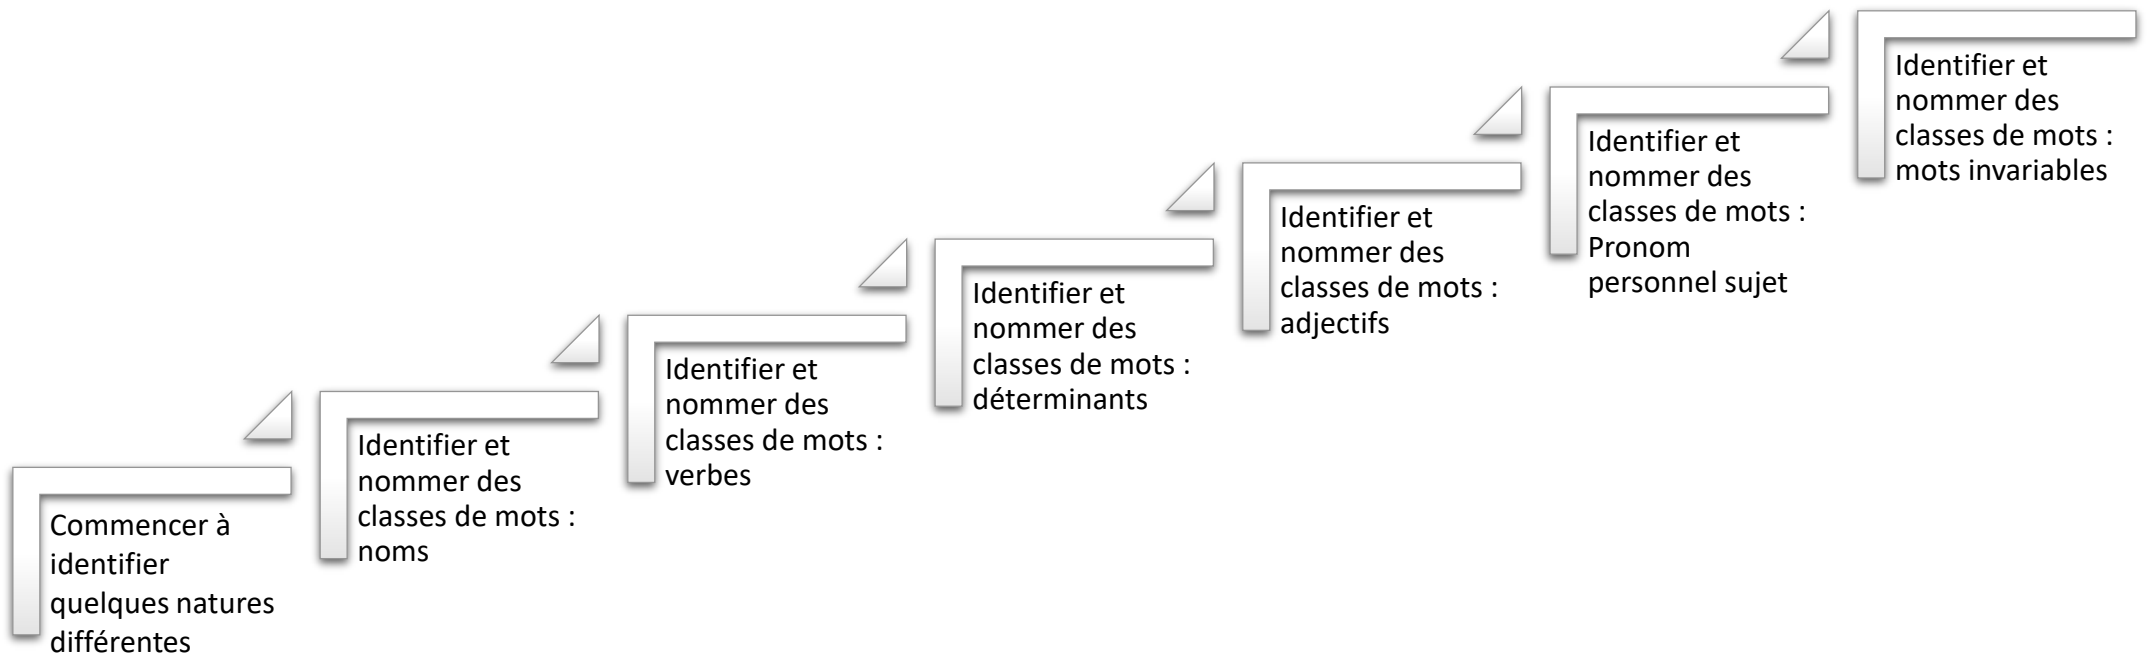 Commencer à
identifier
quelques natures
différentes
Identifier et
nommer des
classes de mots :
noms
Identifier et
nommer des
classes de mots :
verbes
Identifier et
nommer des
classes de mots :
déterminants
Identifier et
nommer des
classes de mots :
adjectifs
Identifier et
nommer des
classes de mots :
Pronom
personnel sujet
Identifier et
nommer des
classes de mots :
mots invariables